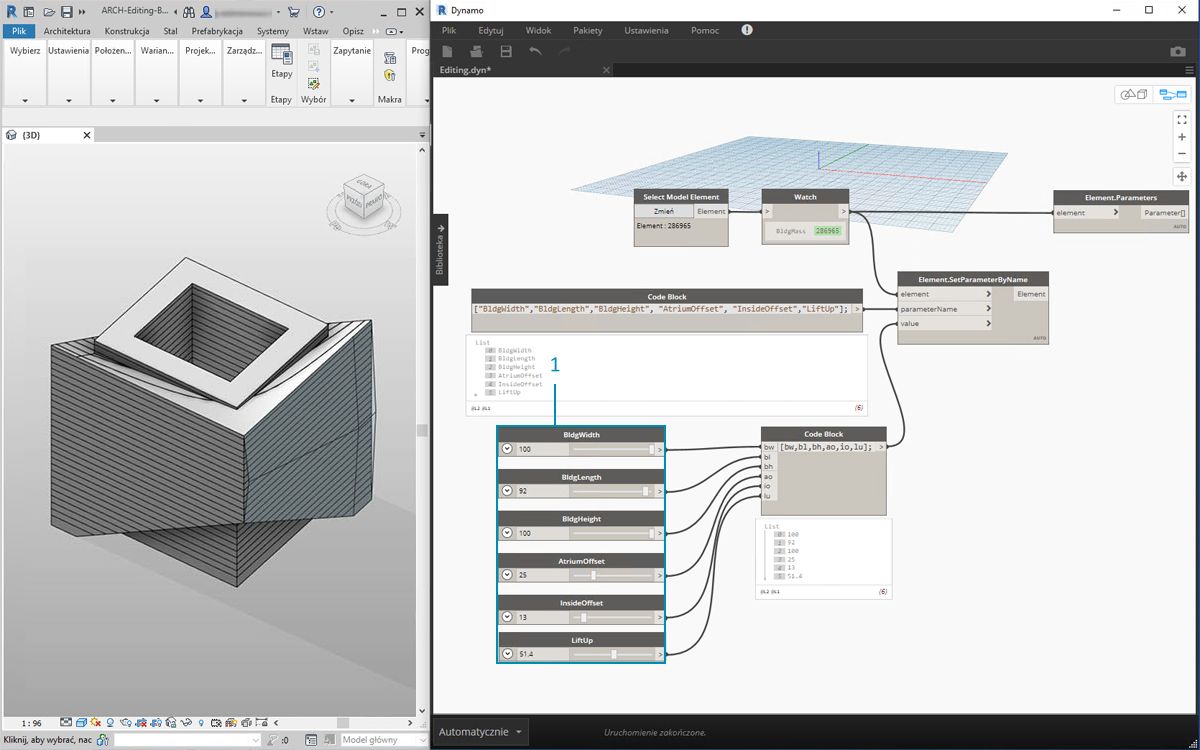 ARCH-Editing-B...
Plik Architektura Konstrukcja Stal Prefabrykacja Systemy Wstaw Opisz
Wybierz Ustawienia Położen... Warian... Projek... Zarządz... Etapy Zapytanie Prog
Etapy Wybór Makra
{3D}
1 : 96
Kliknij, aby wybrać, nac
:0
Model główny
Dynamo
Plik Edytuj Widok Pakiety Ustawienia Pomoc
Editing.dyn*
Biblioteka
Select Model Element
Zmień Element
Element : 286965
Watch
> >
BldgMass 286965
Element.Parameters
element > Parameter[]
AUTO
Element.SetParameterByName
element > Element
parameterName >
value >
AUTO
Code Block
["BldgWidth","BldgLength","BldgHeight", "AtriumOffset", "InsideOffset","LiftUp"]; >
List
0 BldgWidth
1 BldgLength
2 BldgHeight
3 AtriumOffset
4 InsideOffset
5 LiftUp
@L2 @L1 {6}
1
BldgWidth
100 >
BldgLength
92 >
BldgHeight
100 >
AtriumOffset
25 >
InsideOffset
13 >
LiftUp
51.4 >
Code Block
bw [bw,bl,bh,ao,io,lu]; >
bl
bh
ao
io
lu
List
0 100
1 92
2 100
3 25
4 13
5 51.4
@L2 @L1 {6}
Automatycznie
Uruchomienie zakończone.